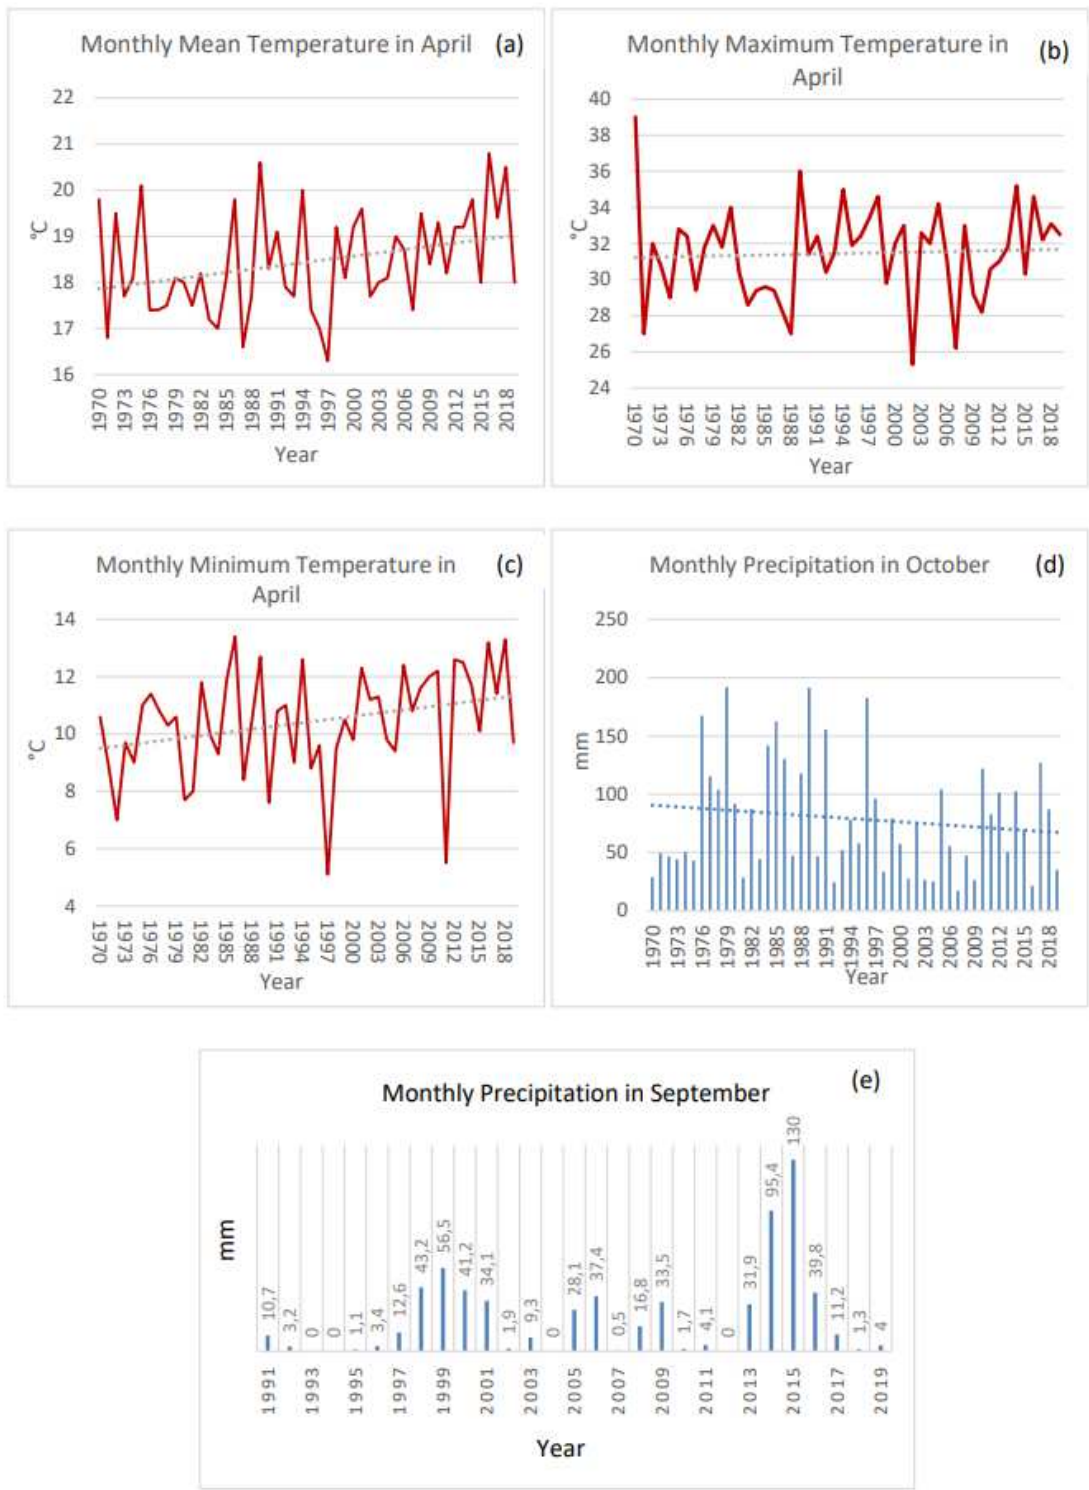 Monthly Mean Temperature in April (a)
22
21
20
19
18
17
16
°C
1970 1973 1976 1979 1982 1985 1988 1991 1994 1997 2000 2003 2006 2009 2012 2015 2018
Year
Monthly Maximum Temperature in (b)
April
40
38
36
34
32
30
28
26
24
°C
1970 1973 1976 1979 1982 1985 1988 1991 1994 1997 2000 2003 2006 2009 2012 2015 2018
Year
Monthly Minimum Temperature in (c)
April
14
12
10
8
6
4
°C
1970 1973 1976 1979 1982 1985 1988 1991 1994 1997 2000 2003 2006 2009 2012 2015 2018
Year
Monthly Precipitation in October (d)
250
200
150
100
50
0
mm
1970 1973 1976 1979 1982 1985 1988 1991 1994 1997 2000 2003 2006 2009 2012 2015 2018
Year
Monthly Precipitation in September (e)
mm
10,7 3,2 0 0 1,1 3,4 12,6 43,2 56,5 41,2 34,1 1,9 9,3 0 28,1 37,4 0,5 16,8 33,5 1,7 4,1 0 31,9 95,4 130 39,8 11,2 1,3 4
1991 1993 1995 1997 1999 2001 2003 2005 2007 2009 2011 2013 2015 2017 2019
Year